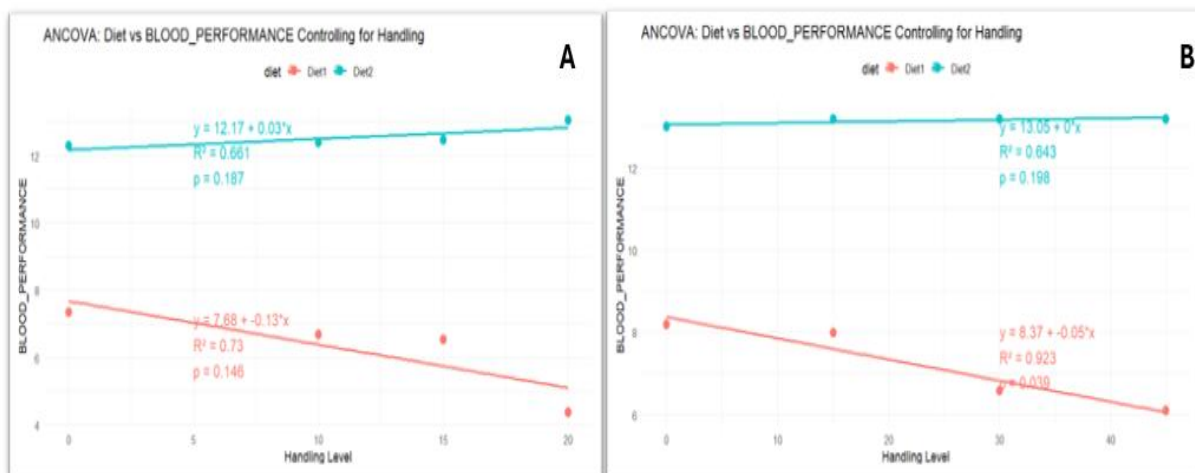 ANCOVA: Diet vs BLOOD_PERFORMANCE Controlling for Handling
A
diet Diet1 Diet2
y = 12.17 + 0.03*x
R² = 0.661
p = 0.187
y = 7.68 + -0.13*x
R² = 0.73
p = 0.146
12
10
8
6
4
BLOOD_PERFORMANCE
0 5 10 15 20
Handling Level
ANCOVA: Diet vs BLOOD_PERFORMANCE Controlling for Handling
B
diet Diet1 Diet2
y = 13.05 + 0*x
R² = 0.643
p = 0.198
y = 8.37 + -0.05*x
R² = 0.923
p = 0.039
12
10
8
6
BLOOD_PERFORMANCE
0 10 20 30 40
Handling Level